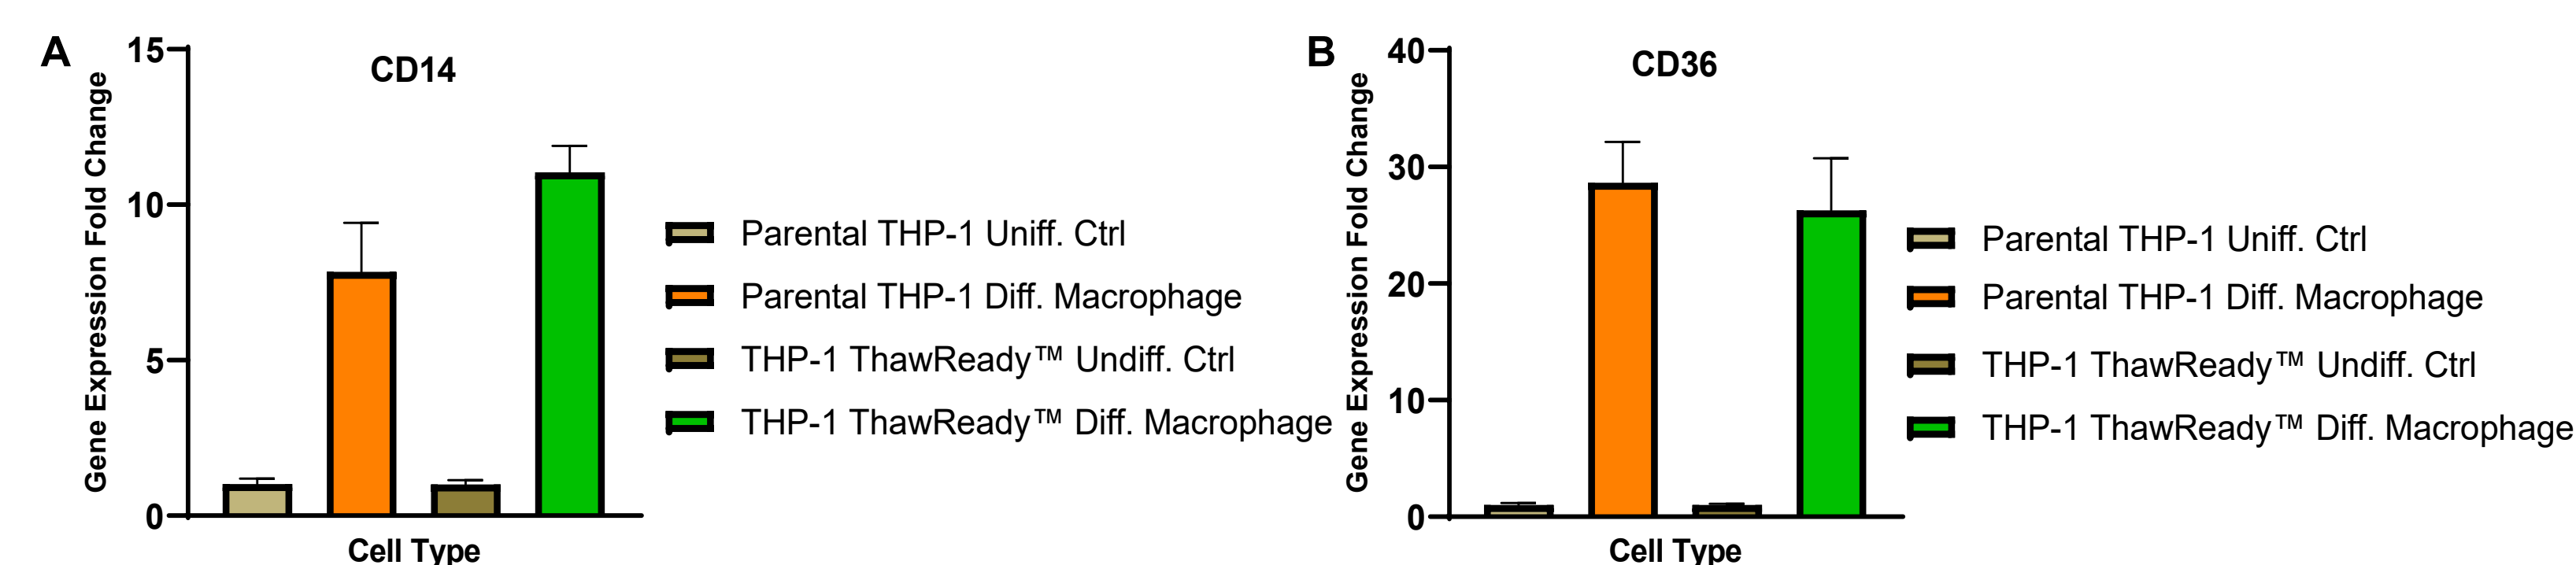 A
CD14
Gene Expression Fold Change
15
10
5
0
Cell Type
Parental THP-1 Uniff. Ctrl
Parental THP-1 Diff. Macrophage
THP-1 ThawReady™ Undiff. Ctrl
THP-1 ThawReady™ Diff. Macrophage
B
CD36
Gene Expression Fold Change
40
30
20
10
0
Cell Type
Parental THP-1 Uniff. Ctrl
Parental THP-1 Diff. Macrophage
THP-1 ThawReady™ Undiff. Ctrl
THP-1 ThawReady™ Diff. Macrophage